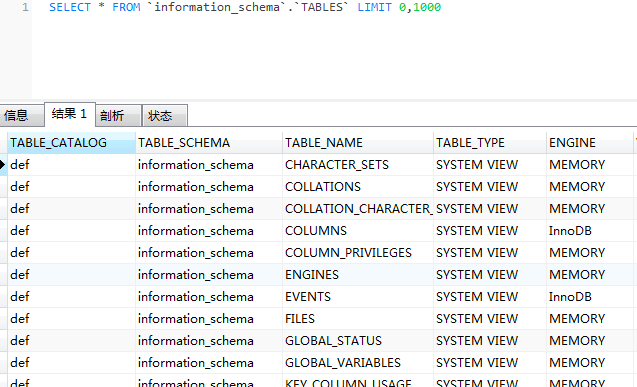 1 SELECT * FROM `information_schema`.`TABLES` LIMIT 0,1000
信息 结果 1 剖析 状态
TABLE_CATALOG TABLE_SCHEMA TABLE_NAME TABLE_TYPE ENGINE
def information_schema CHARACTER_SETS SYSTEM VIEW MEMORY
def information_schema COLLATIONS SYSTEM VIEW MEMORY
def information_schema COLLATION_CHARACTER_ SYSTEM VIEW MEMORY
def information_schema COLUMNS SYSTEM VIEW InnoDB
def information_schema COLUMN_PRIVILEGES SYSTEM VIEW MEMORY
def information_schema ENGINES SYSTEM VIEW MEMORY
def information_schema EVENTS SYSTEM VIEW InnoDB
def information_schema FILES SYSTEM VIEW MEMORY
def information_schema GLOBAL_STATUS SYSTEM VIEW MEMORY
def information_schema GLOBAL_VARIABLES SYSTEM VIEW MEMORY
def information_schema KEY_COLUMN_USAGE SYSTEM VIEW MEMORY